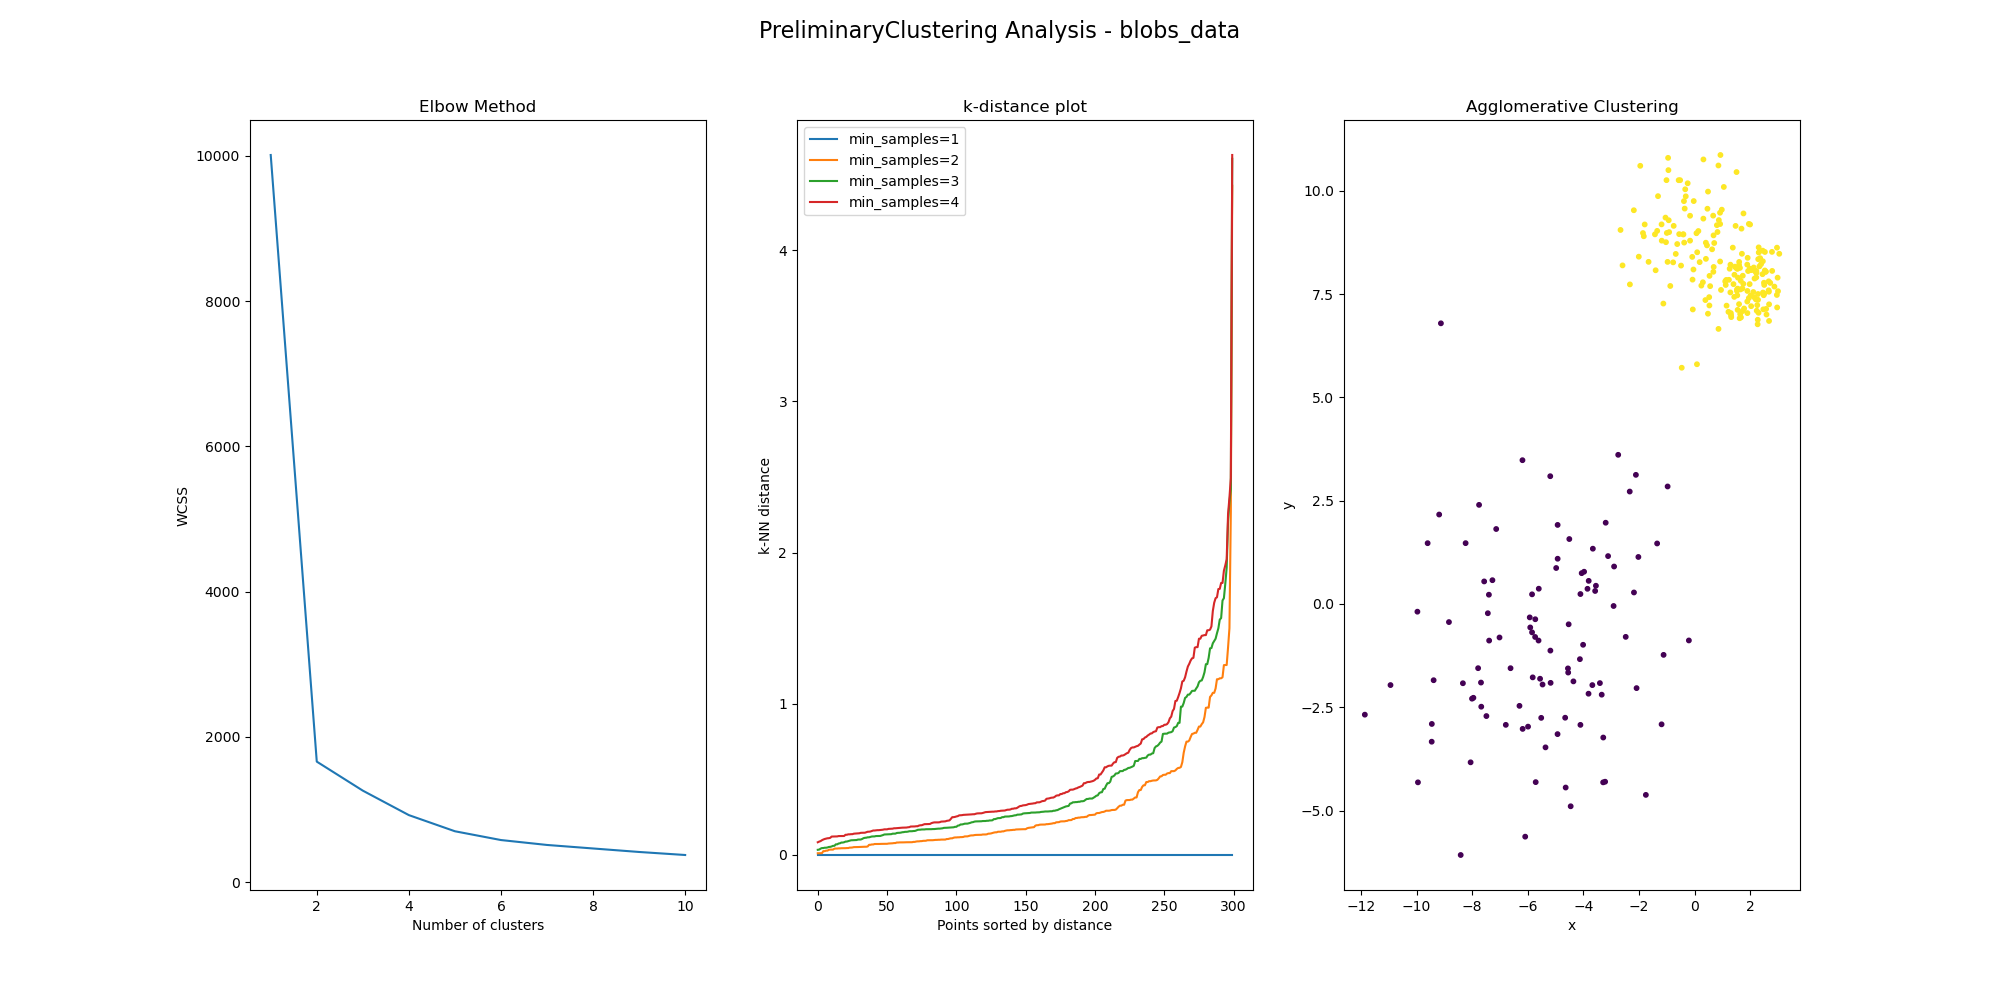 PreliminaryClustering Analysis - blobs_data
Elbow Method
10000
8000
6000
4000
2000
0
WCSS
2
4
6
8
10
Number of clusters
k-distance plot
min_samples=1
min_samples=2
min_samples=3
min_samples=4
4
3
2
1
0
k-NN distance
0
50
100
150
200
250
300
Points sorted by distance
Agglomerative Clustering
10.0
7.5
5.0
2.5
0.0
−2.5
−5.0
y
−12
−10
−8
−6
−4
−2
0
2
x